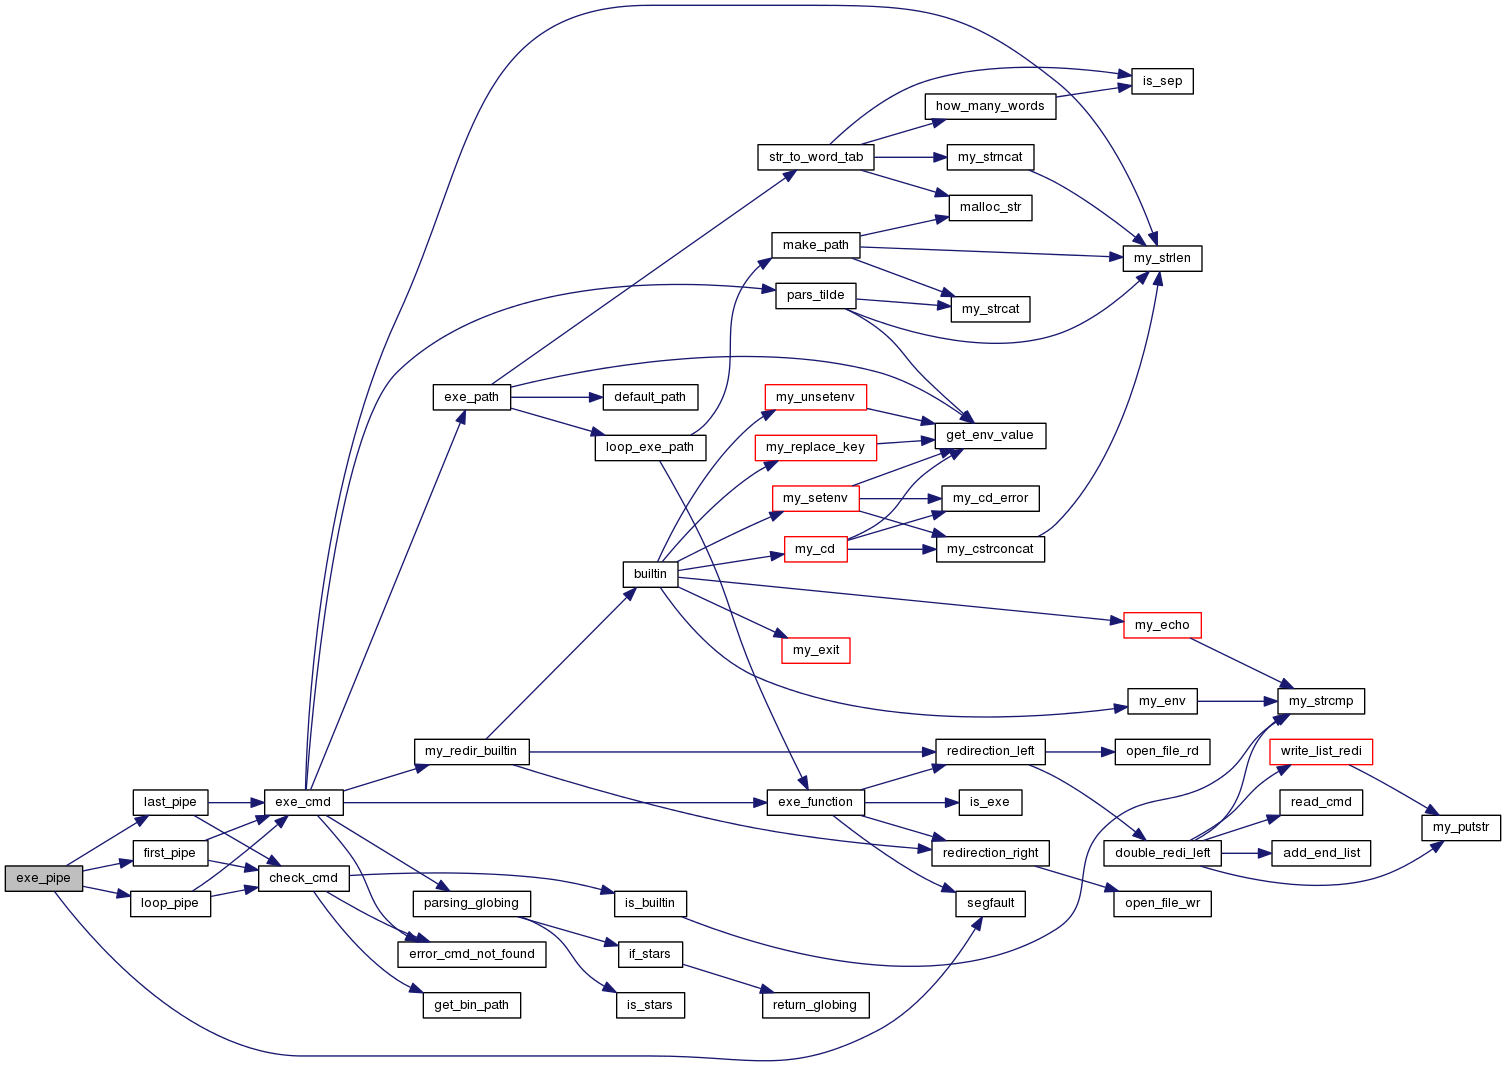 is_sep
how_many_words
str_to_word_tab
my_strncat
malloc_str
make_path
my_strlen
pars_tilde
my_strcat
exe_path
default_path
my_unsetenv
get_env_value
loop_exe_path
my_replace_key
my_setenv
my_cd_error
my_cd
my_cstrconcat
builtin
my_echo
my_exit
my_env
my_strcmp
my_redir_builtin
redirection_left
open_file_rd
write_list_redi
last_pipe
exe_cmd
exe_function
is_exe
read_cmd
my_putstr
first_pipe
redirection_right
double_redi_left
add_end_list
exe_pipe
check_cmd
loop_pipe
parsing_globing
is_builtin
segfault
open_file_wr
error_cmd_not_found
if_stars
get_bin_path
is_stars
return_globing